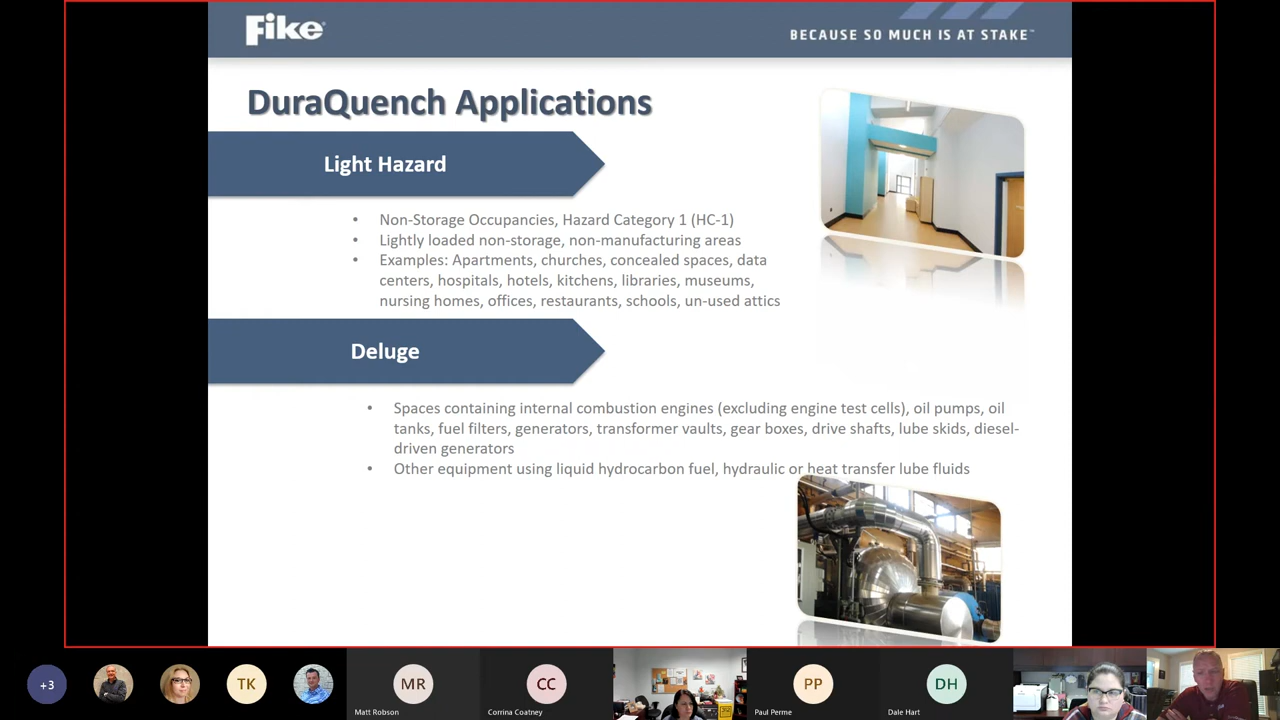 Fike®
BECAUSE SO MUCH IS AT STAKE™
DuraQuench Applications
Light Hazard
• Non-Storage Occupancies, Hazard Category 1 (HC-1)
• Lightly loaded non-storage, non-manufacturing areas
• Examples: Apartments, churches, concealed spaces, data
centers, hospitals, hotels, kitchens, libraries, museums,
nursing homes, offices, restaurants, schools, un-used attics
Deluge
• Spaces containing internal combustion engines (excluding engine test cells), oil pumps, oil
tanks, fuel filters, generators, transformer vaults, gear boxes, drive shafts, lube skids, diesel-
driven generators
• Other equipment using liquid hydrocarbon fuel, hydraulic or heat transfer lube fluids
+3
TK
MR
CC
PP
DH
Matt Robson
Corrina Coatney
Paul Perme
Dale Hart